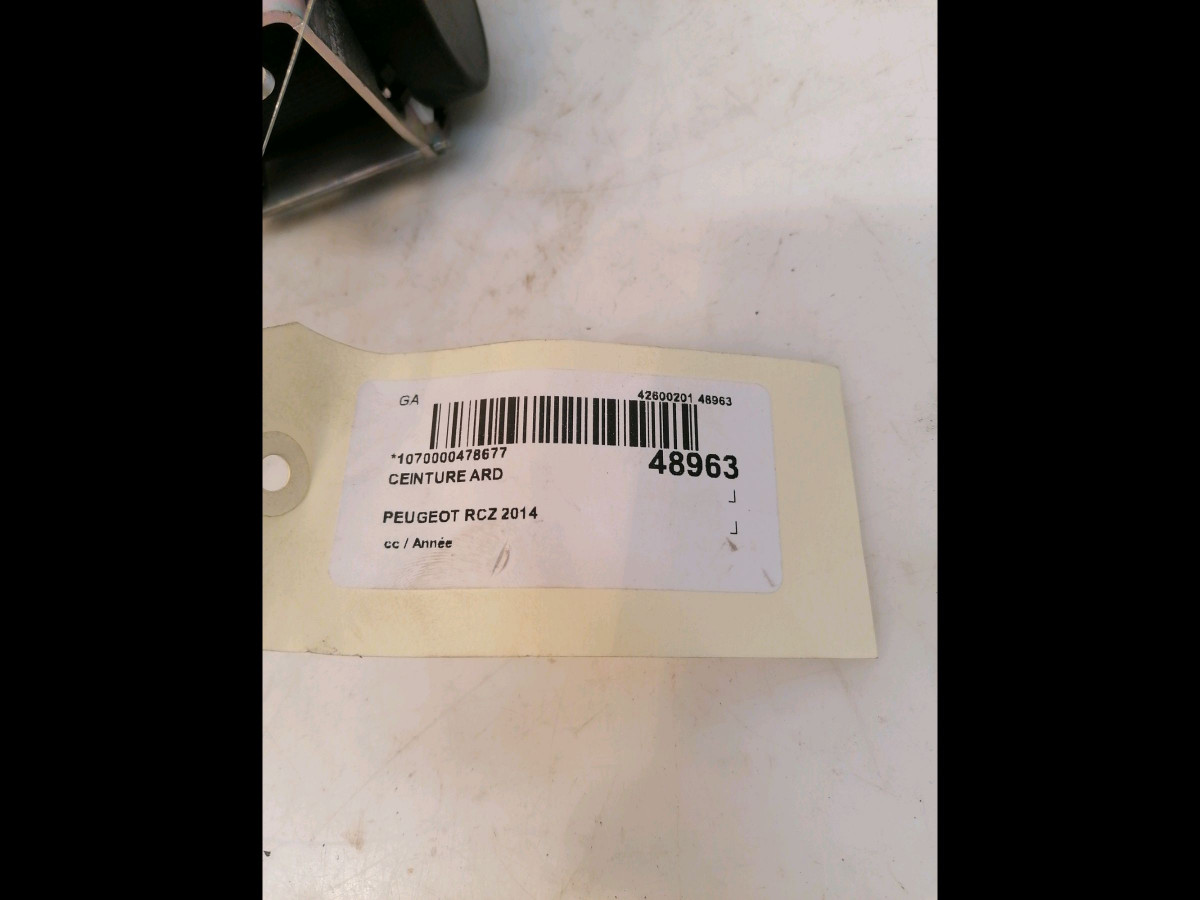 GA 42600201 48963
*1070000478677 48963
CEINTURE ARD
PEUGEOT RCZ 2014
cc / Année